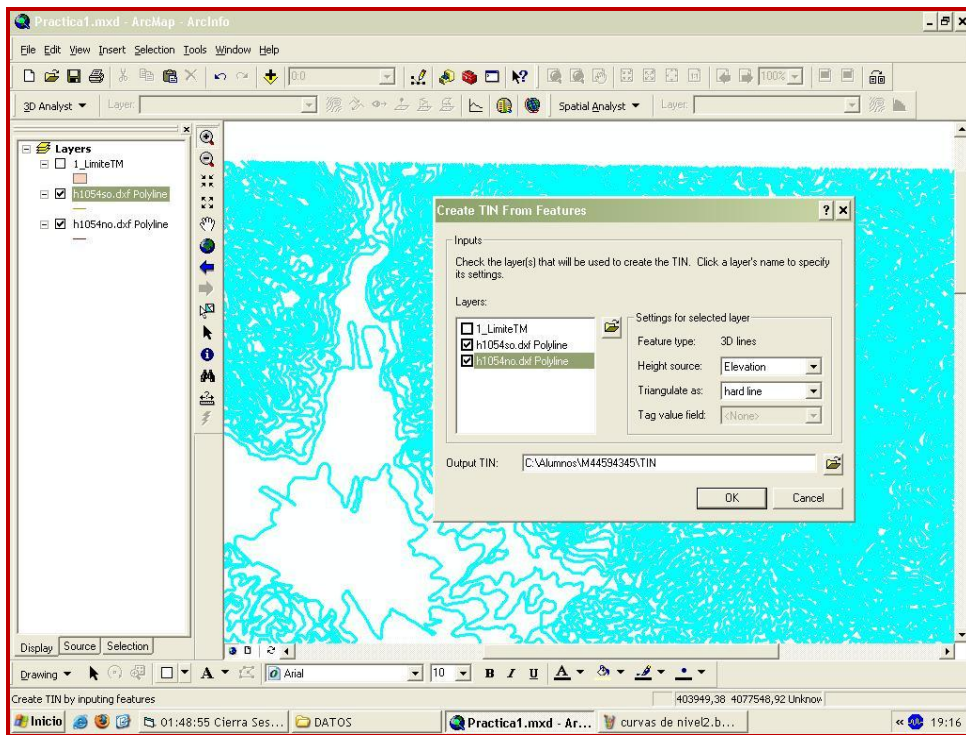 Practica1.mxd - ArcMap - ArcInfo
File Edit View Insert Selection Tools Window Help
0:0
100%
3D Analyst Layer:
Spatial Analyst Layer:
Layers
1_LimiteTM
h1054so.dxf Polyline
h1054no.dxf Polyline
Create TIN From Features
Inputs
Check the layer(s) that will be used to create the TIN. Click a layer's name to specify
its settings.
Layers:
1_LimiteTM
h1054so.dxf Polyline
h1054no.dxf Polyline
Settings for selected layer
Feature type: 3D lines
Height source: Elevation
Triangulate as: hard line
Tag value field: <None>
Output TIN: C:\Alumnos\M44594345\TIN
OK Cancel
Display Source Selection
Drawing A Arial 10 B I U A
Create TIN by inputing features
403949,38 4077548,92 Unknow
Inicio 01:48:55 Cierra Ses... DATOS Practica1.mxd - Ar... curvas de nivel2.b... « 19:16